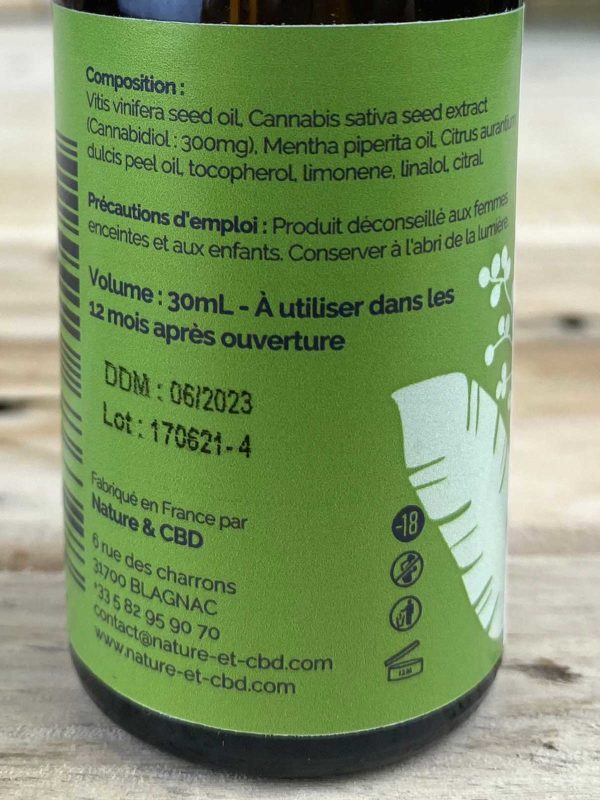 Composition :
Vitis vinifera seed oil, Cannabis sativa seed extract
(Cannabidiol : 300mg), Mentha piperita oil, Citrus aurantium
dulcis peel oil, tocopherol, limonene, linalol, citral.
Précautions d'emploi : Produit déconseillé aux femmes
enceintes et aux enfants. Conserver à l'abri de la lumière.
Volume : 30mL - À utiliser dans les
12 mois après ouverture
DDM : 06/2023
Lot : 170621-4
Fabriqué en France par
Nature & CBD
6 rue des charrons
31700 BLAGNAC
+33 6 82 95 90 70
contact@nature-et-cbd.com
www.nature-et-cbd.com
-18
12 M